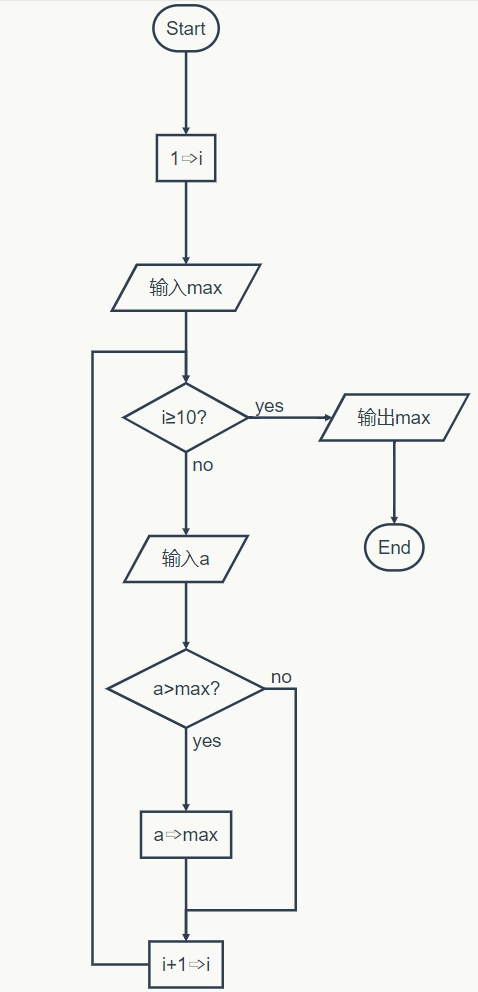 Start
1⇨i
输入max
i≥10?
yes
输出max
no
End
输入a
a>max?
no
yes
a⇨max
i+1⇨i